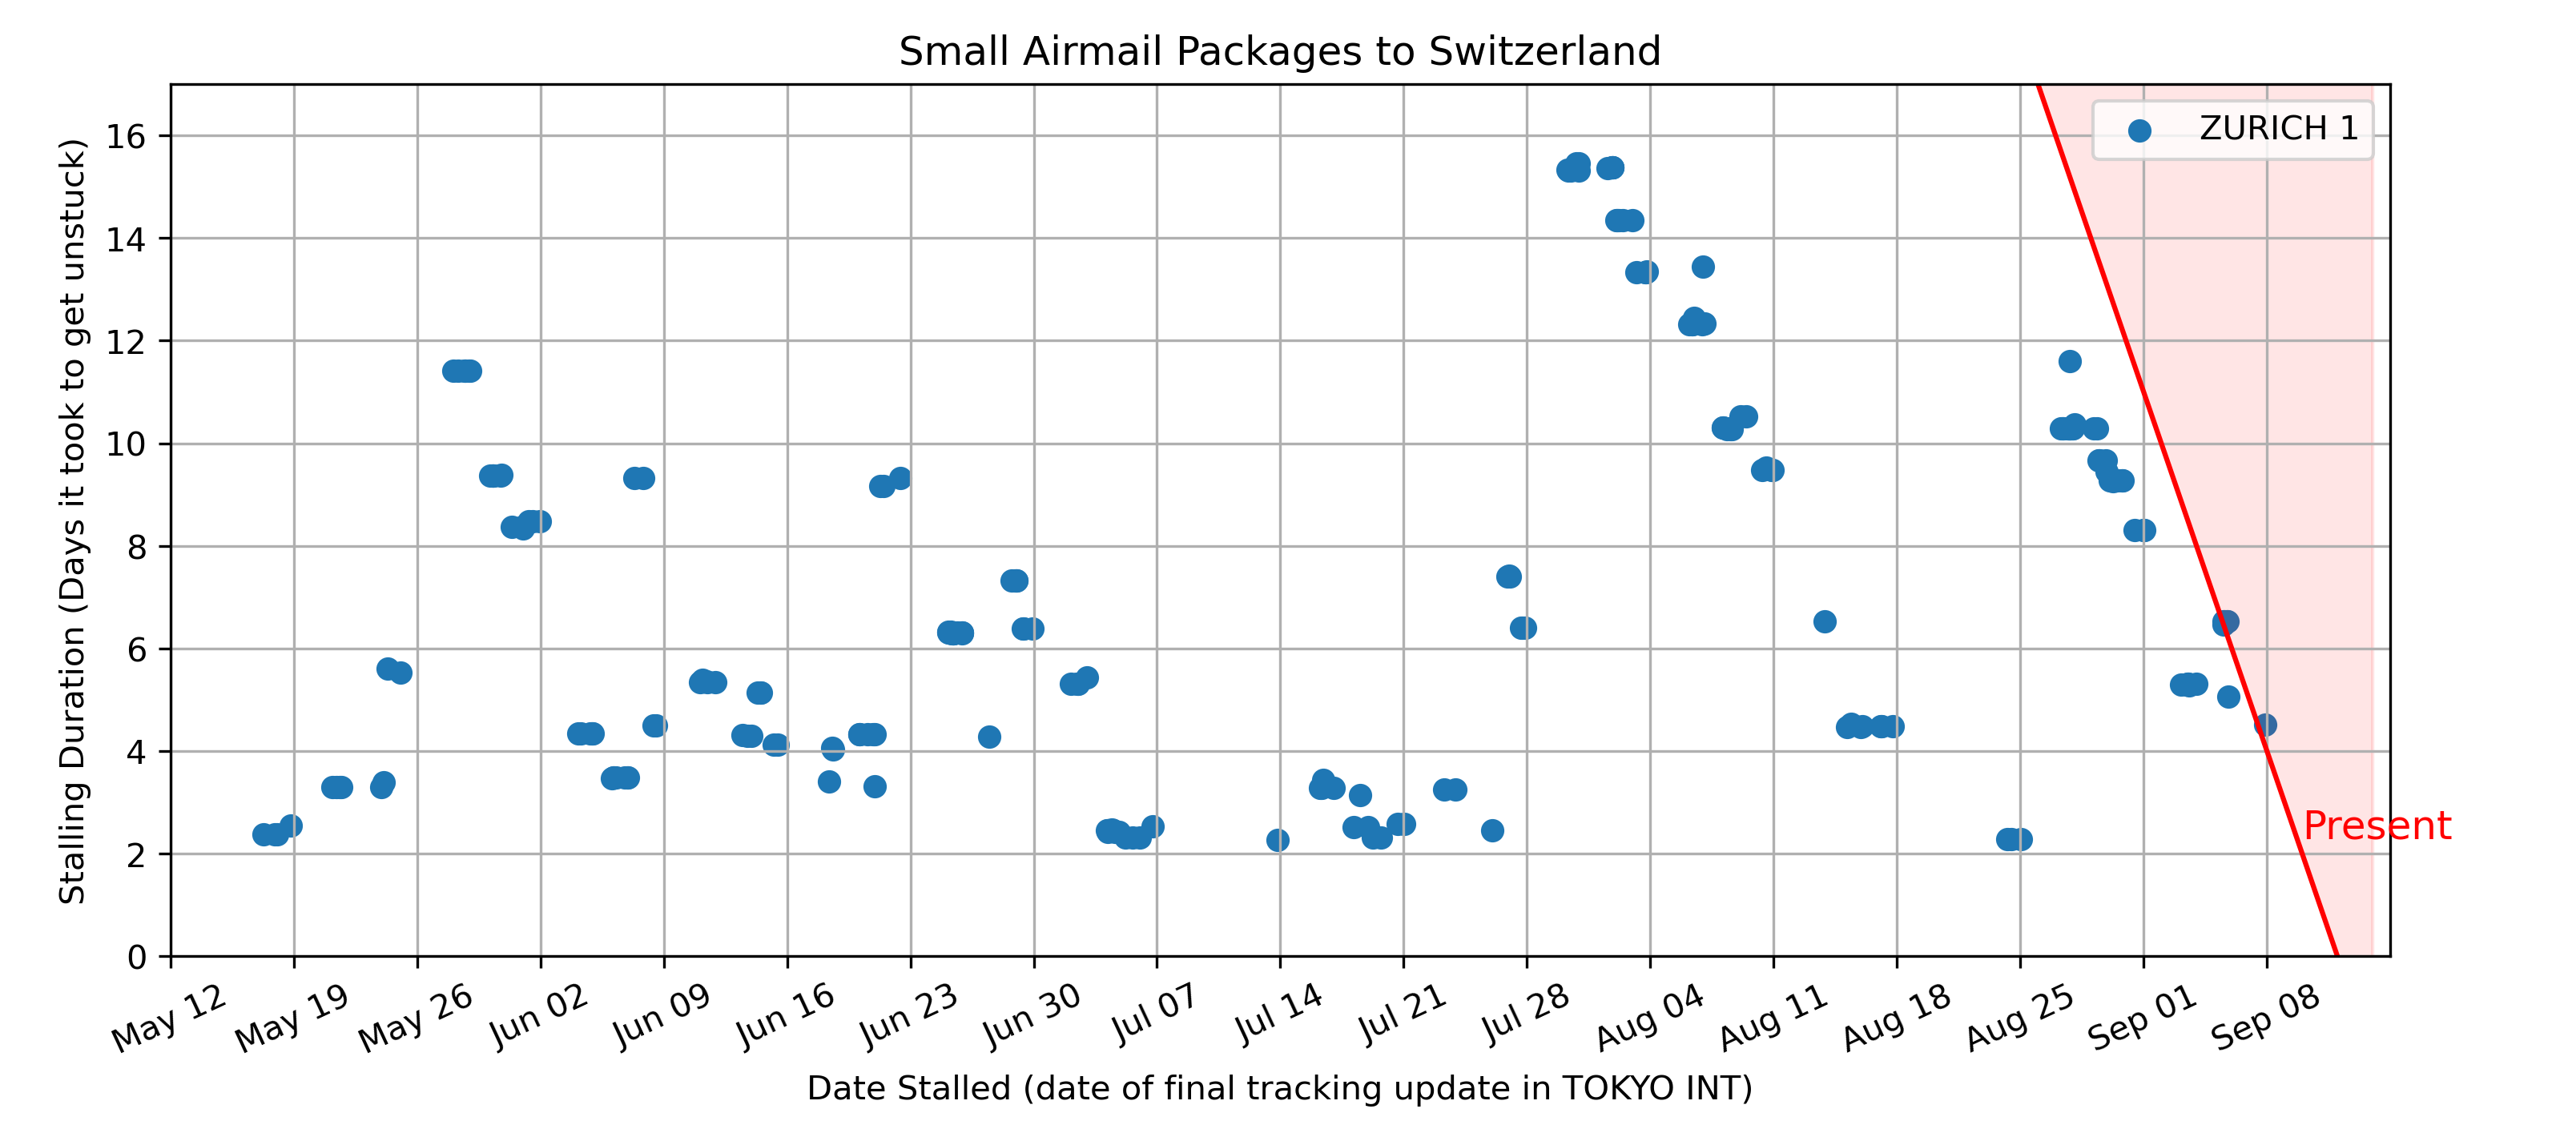 Small Airmail Packages to Switzerland
ZURICH 1
Stalling Duration (Days it took to get unstuck)
16
14
12
10
8
6
4
2
0
Present
May 12
May 19
May 26
Jun 02
Jun 09
Jun 16
Jun 23
Jun 30
Jul 07
Jul 14
Jul 21
Jul 28
Aug 04
Aug 11
Aug 18
Aug 25
Sep 01
Sep 08
Date Stalled (date of final tracking update in TOKYO INT)